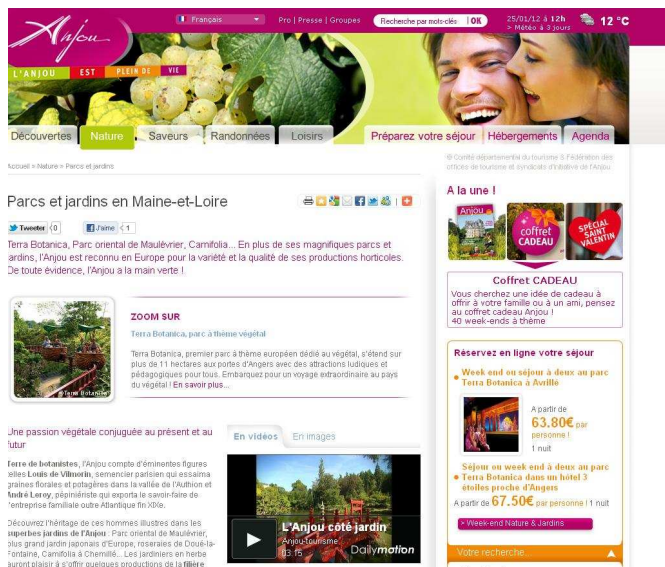 Français
Pro | Presse | Groupes
Recherche par mots-clés | OK
25/01/12 à 12h
> Météo à 3 jours
12 °C
Anjou
L'ANJOU EST PLEIN DE VIE
Découvertes
Nature
Saveurs
Randonnées
Loisirs
Préparez votre séjour
Hébergements
Agenda
Accueil » Nature » Parcs et jardins
Parcs et jardins en Maine-et-Loire
Tweeter 0
J'aime 1
Terra Botanica, Parc oriental de Maulévrier, Camifolia... En plus de ses magnifiques parcs et
jardins, l'Anjou est reconnu en Europe pour la variété et la qualité de ses productions horticoles.
De toute évidence, l'Anjou a la main verte !
©Terra Botanica
ZOOM SUR
Terra Botanica, parc à thème végétal
Terra Botanica, premier parc à thème européen dédié au végétal, s'étend sur
plus de 11 hectares aux portes d'Angers avec des attractions ludiques et
pédagogiques pour tous. Embarquez pour un voyage extraordinaire au pays
du végétal ! En savoir plus...
Une passion végétale conjuguée au présent et au
futur
Terre de botanistes, l'Anjou compte d'éminentes figures
telles Louis de Vilmorin, semencier parisien qui essaima
graines florales et potagères dans la vallée de l'Authion et
André Leroy, pépiniériste qui exporta le savoir-faire de
l'entreprise familiale outre Atlantique fin XIXe.
Découvrez l'héritage de ces hommes illustres dans les
superbes jardins de l'Anjou : Parc oriental de Maulévrier,
plus grand jardin japonais d'Europe, roseraies de Doué-la-
Fontaine, Camifolia à Chemillé... Les jardiniers en herbe
auront plaisir à s'offrir quelques productions de la filière
En vidéos
En images
L'Anjou côté jardin
Anjou-tourisme
03:15
Dailymotion
© Comité départemental du tourisme & Fédération des
offices de tourisme et syndicats d'initiative de l'Anjou
A la une !
Anjou
coffret
CADEAU
SPÉCIAL
SAINT
VALENTIN
Coffret CADEAU
Vous cherchez une idée de cadeau à
offrir à votre famille ou à un ami, pensez
au coffret cadeau Anjou !
40 week-ends à thème
Réservez en ligne votre séjour
Week end ou séjour à deux au parc
Terra Botanica à Avrillé
A partir de
63.80€ par
personne !
1 nuit
Séjour ou week end à deux au parc
Terra Botanica dans un hôtel 3
étoiles proche d'Angers
A partir de 67.50€ par personne ! 1 nuit
> Week-end Nature & Jardins
Votre recherche...